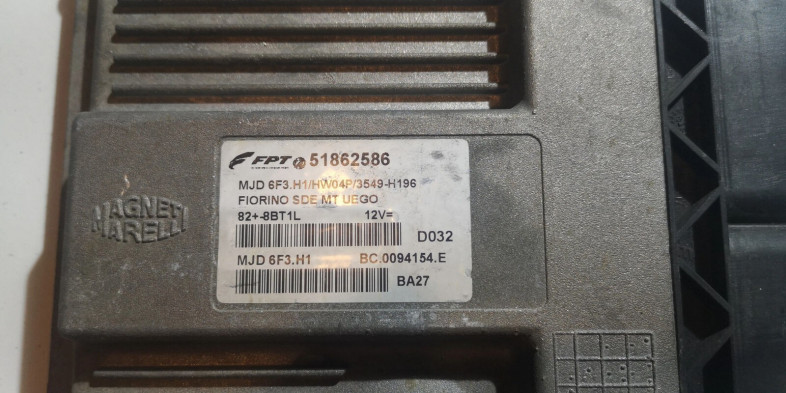 FPT 51862586
MJD 6F3.H1/HW04P/3549-H196
FIORINO SDE MT UEGO
82+-8BT1L 12V=
D032
MJD 6F3.H1 BC.0094154.E
BA27
MAGNETI
MARELLI